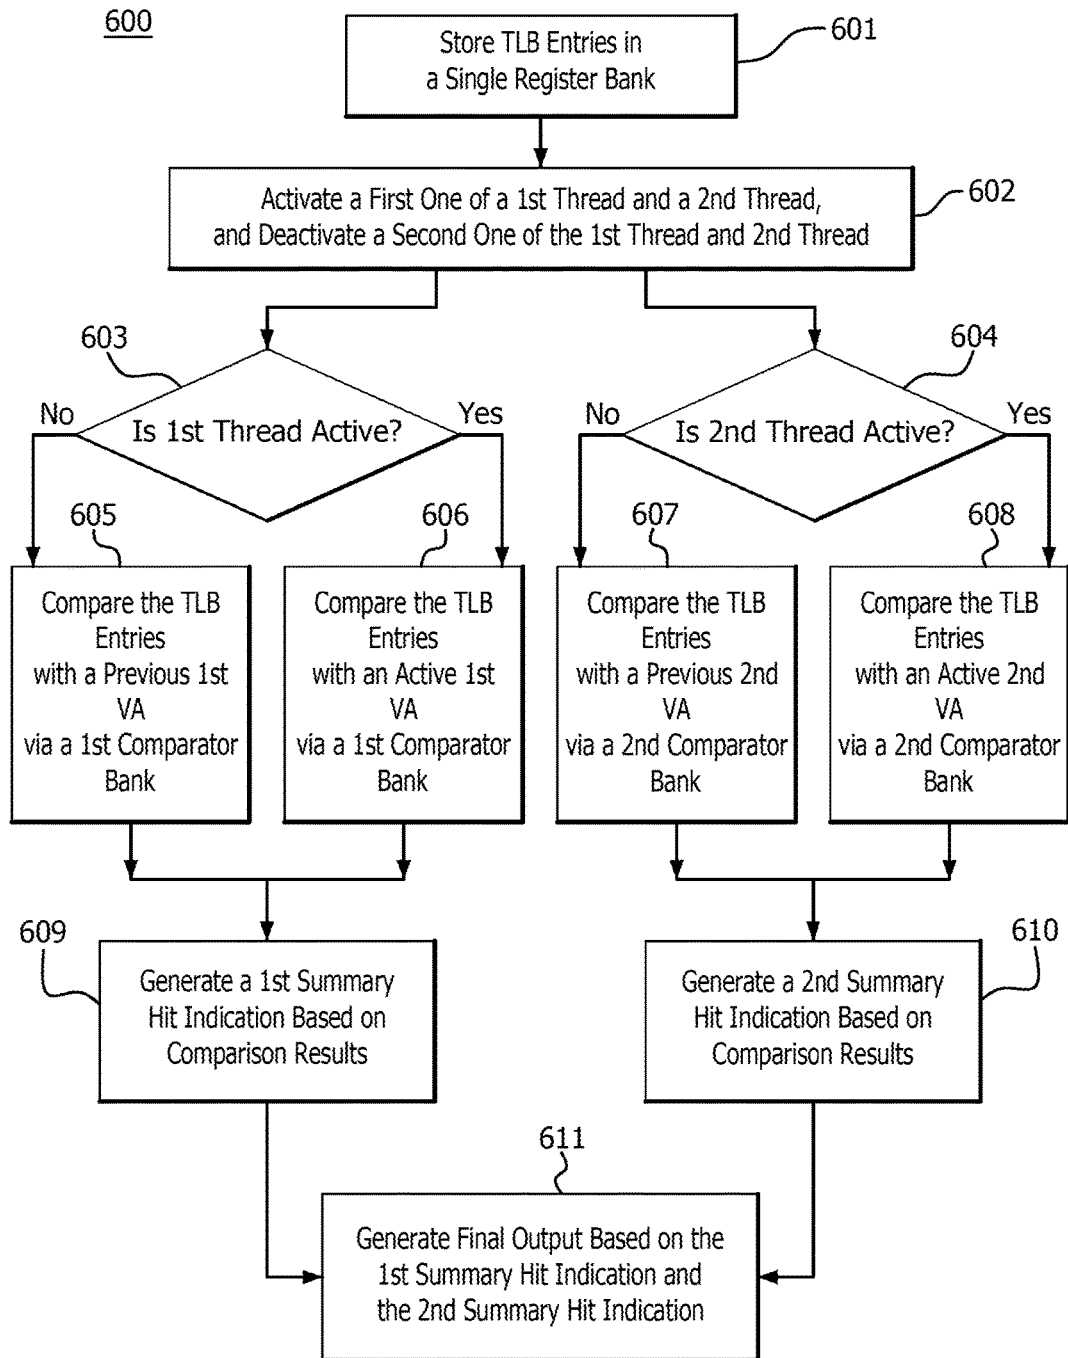 600
601
Store TLB Entries in
a Single Register Bank
602
Activate a First One of a 1st Thread and a 2nd Thread,
and Deactivate a Second One of the 1st Thread and 2nd Thread
603
604
No
Is 1st Thread Active?
Yes
No
Is 2nd Thread Active?
Yes
605
606
607
608
Compare the TLB
Entries
with a Previous 1st
VA
via a 1st Comparator
Bank
Compare the TLB
Entries
with an Active 1st
VA
via a 1st Comparator
Bank
Compare the TLB
Entries
with a Previous 2nd
VA
via a 2nd Comparator
Bank
Compare the TLB
Entries
with an Active 2nd
VA
via a 2nd Comparator
Bank
609
610
Generate a 1st Summary
Hit Indication Based on
Comparison Results
Generate a 2nd Summary
Hit Indication Based on
Comparison Results
611
Generate Final Output Based on the
1st Summary Hit Indication and
the 2nd Summary Hit Indication